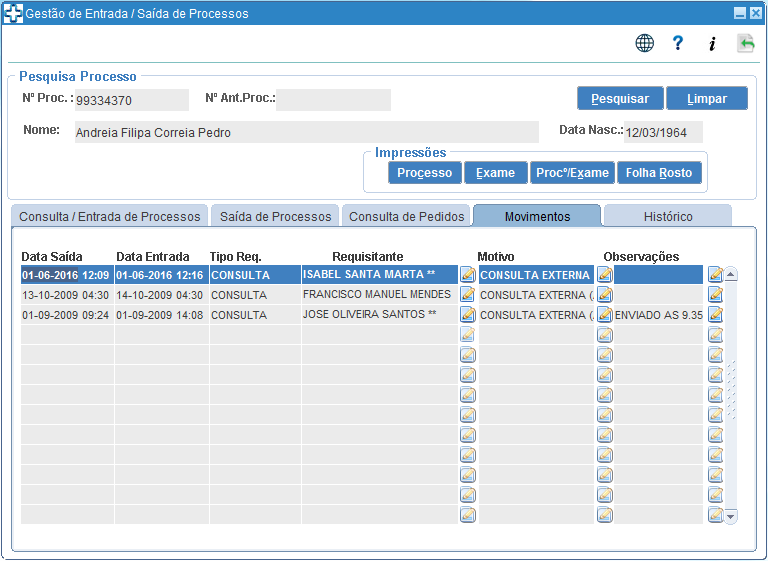 Gestão de Entrada / Saída de Processos
Pesquisa Processo
Nº Proc. : 99334370 Nº Ant.Proc.: Pesquisar Limpar
Nome: Andreia Filipa Correia Pedro Data Nasc.: 12/03/1964
Impressões
Processo Exame Procº/Exame Folha Rosto
Consulta / Entrada de Processos Saída de Processos Consulta de Pedidos Movimentos Histórico
Data Saída Data Entrada Tipo Req. Requisitante Motivo Observações
01-06-2016 12:09 01-06-2016 12:16 CONSULTA ISABEL SANTA MARTA ** CONSULTA EXTERNA
13-10-2009 04:30 14-10-2009 04:30 CONSULTA FRANCISCO MANUEL MENDES CONSULTA EXTERNA (.
01-09-2009 09:24 01-09-2009 14:08 CONSULTA JOSE OLIVEIRA SANTOS ** CONSULTA EXTERNA (. ENVIADO AS 9.35